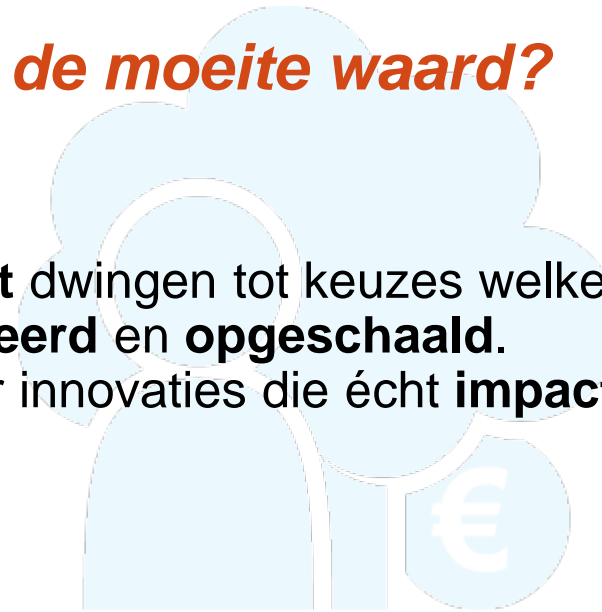 de moeite waard?
t dwingen tot keuzes welke
eerd en opgeschaald.
r innovaties die écht impact
€